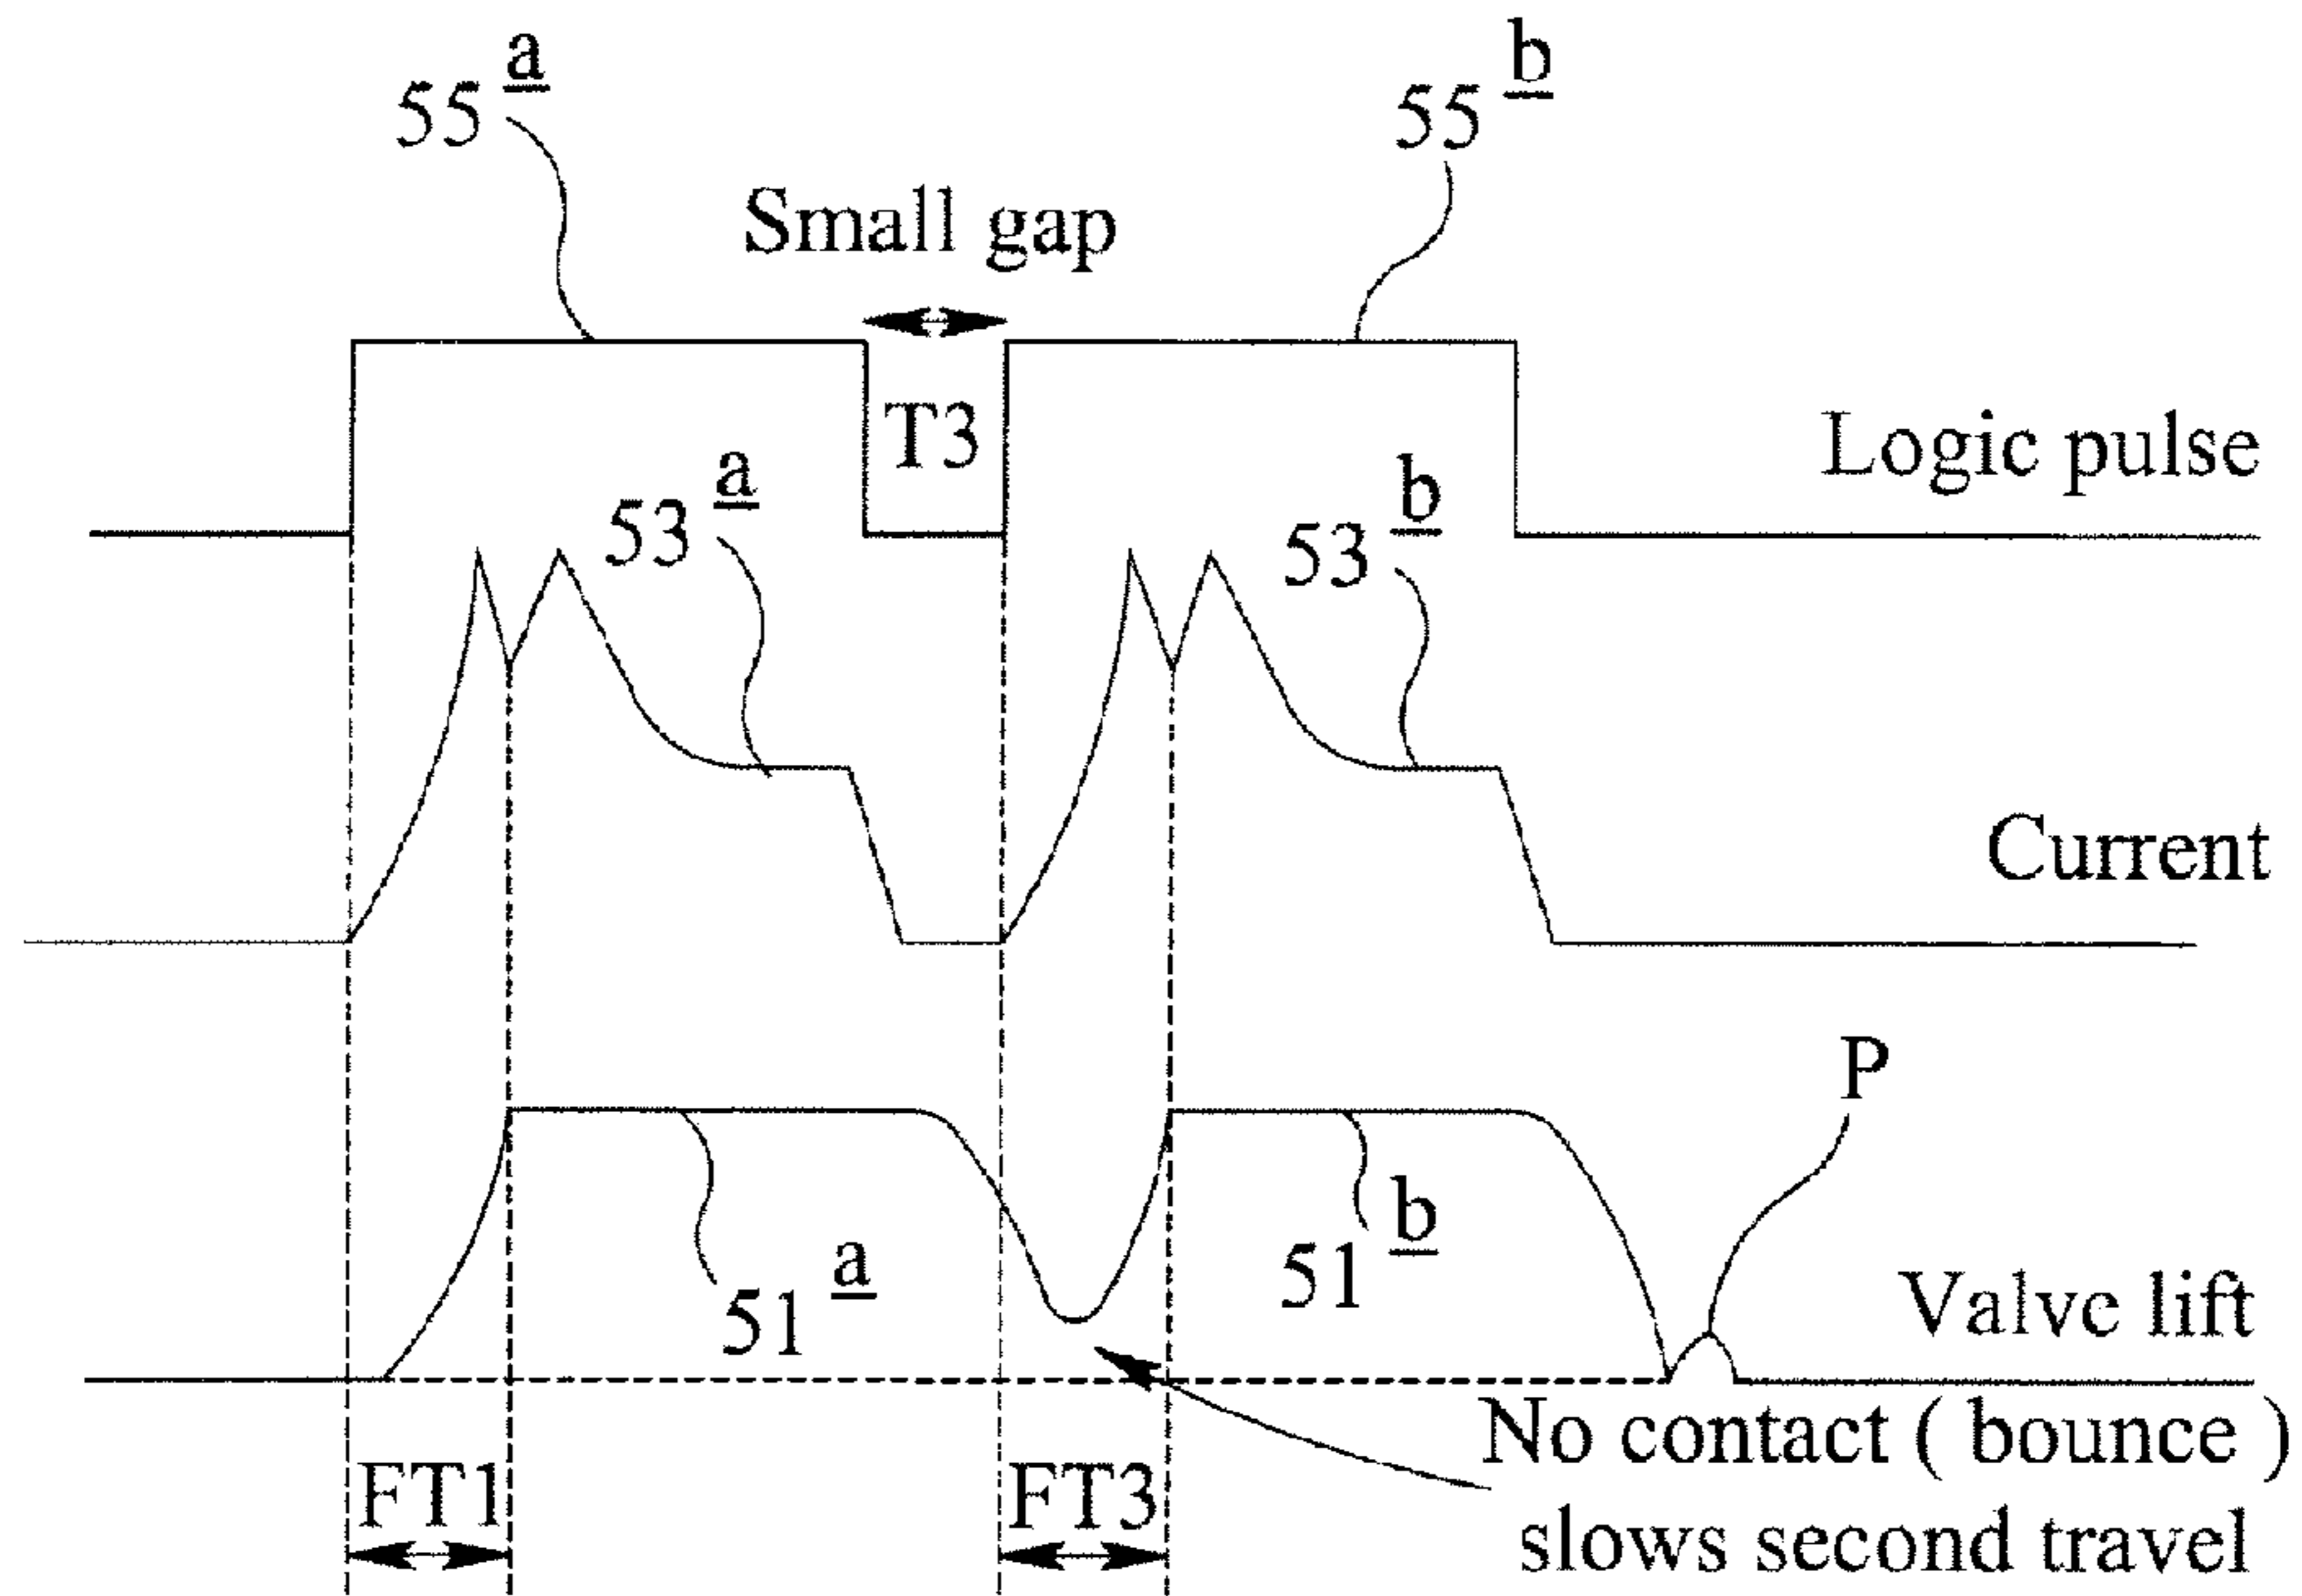 55 a
55 b
Small gap
T3
Logic pulse
53 a
53 b
Current
P
51 a
51 b
Valve lift
No contact ( bounce )
slows second travel
FT1
FT3